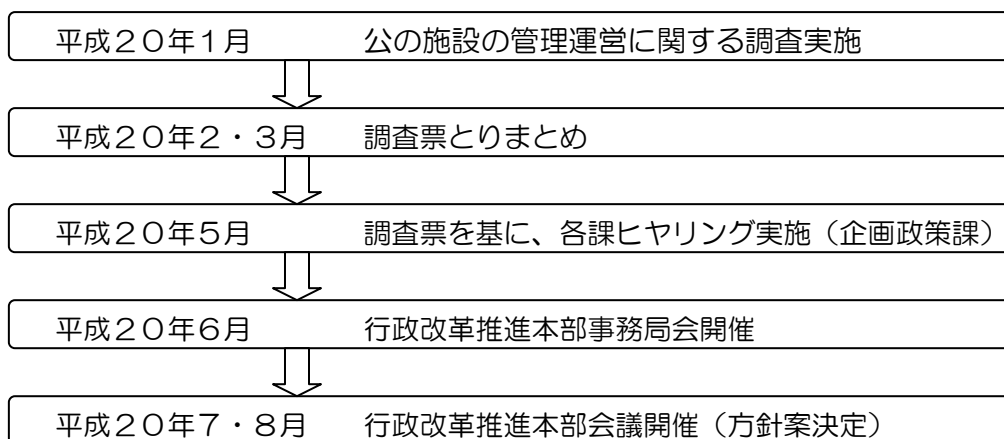 平成２０年１月　公の施設の管理運営に関する調査実施
平成２０年２・３月　調査票とりまとめ
平成２０年５月　調査票を基に、各課ヒヤリング実施（企画政策課）
平成２０年６月　行政改革推進本部事務局会開催
平成２０年７・８月　行政改革推進本部会議開催（方針案決定）